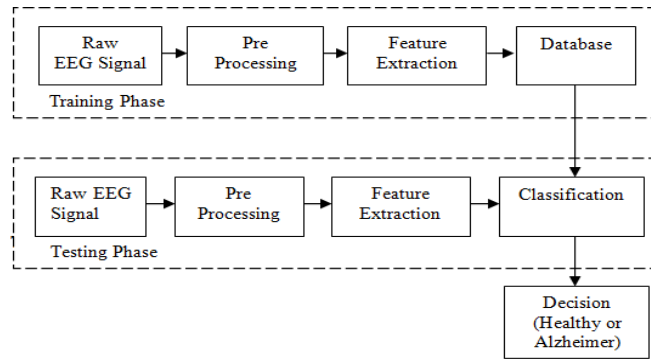 Raw
EEG Signal
Pre
Processing
Feature
Extraction
Database
Training Phase
Raw EEG
Signal
Pre
Processing
Feature
Extraction
Classification
Testing Phase
Decision
(Healthy or
Alzheimer)